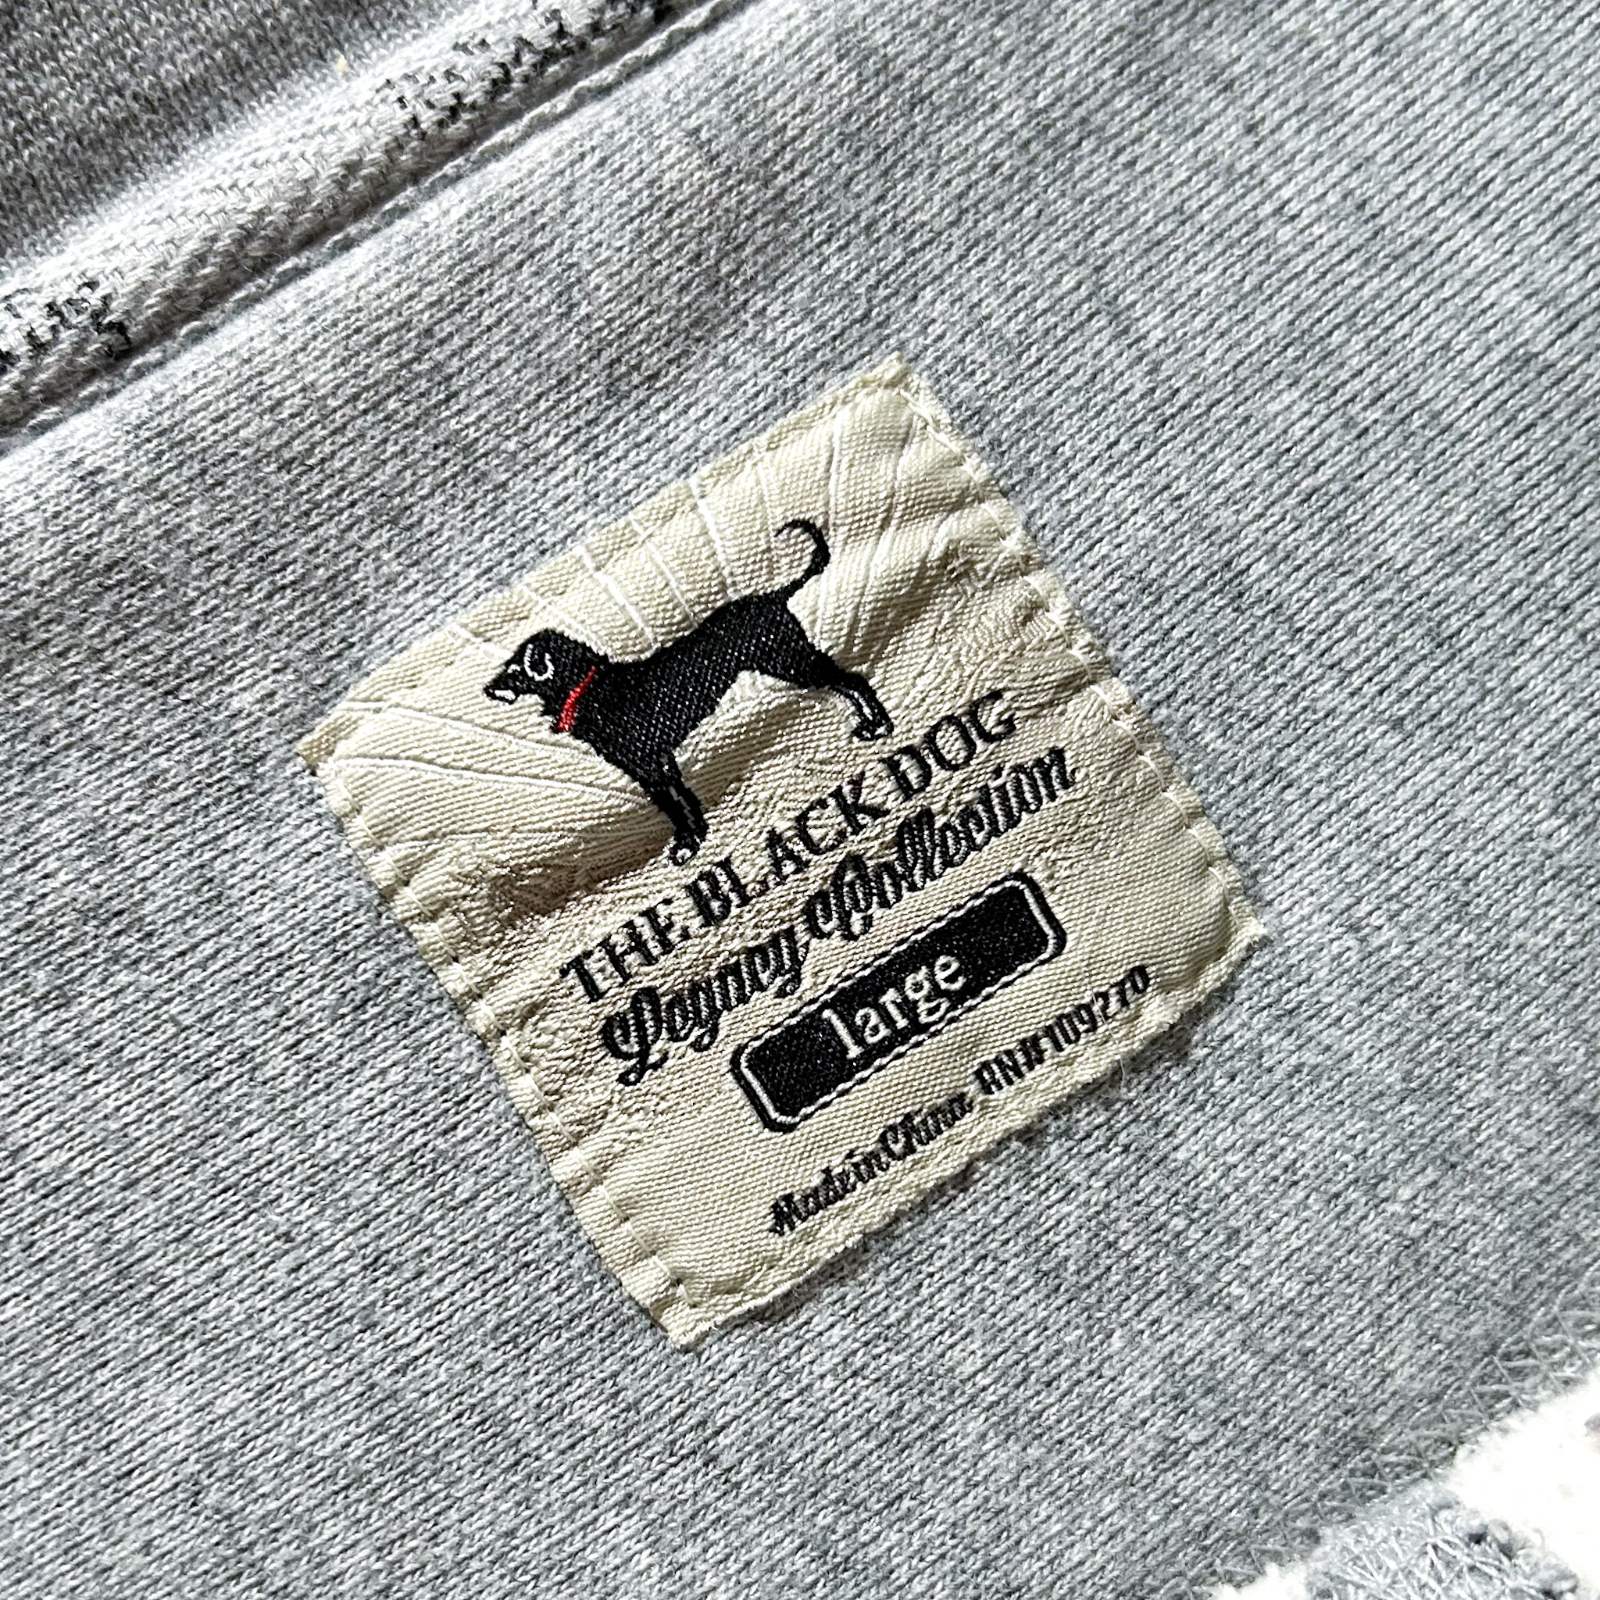 THE BLACK DOG
Legacy Collection
large
Made in China RN# 109270